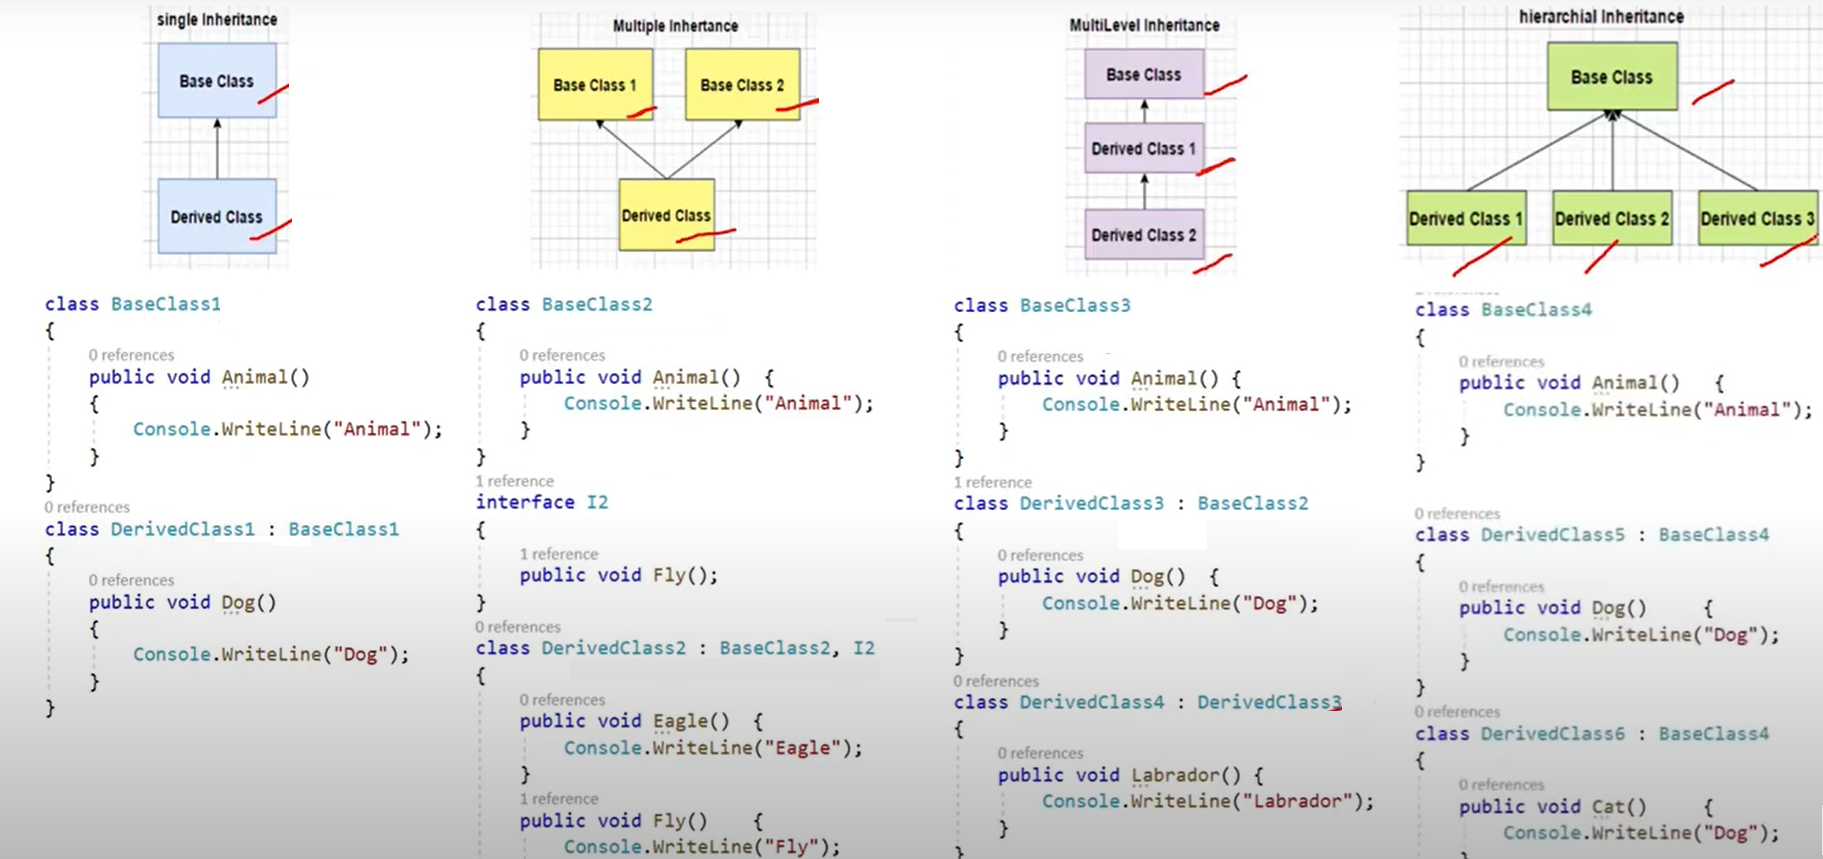 single Inheritance
Base Class
Derived Class
class BaseClass1
{
0 references
public void Animal()
{
Console.WriteLine("Animal");
}
}
0 references
class DerivedClass1 : BaseClass1
{
0 references
public void Dog()
{
Console.WriteLine("Dog");
}
}
Multiple Inhertance
Base Class 1
Base Class 2
Derived Class
class BaseClass2
{
0 references
public void Animal() {
Console.WriteLine("Animal");
}
}
1 reference
interface I2
{
1 reference
public void Fly();
}
0 references
class DerivedClass2 : BaseClass2, I2
{
0 references
public void Eagle() {
Console.WriteLine("Eagle");
}
1 reference
public void Fly() {
Console.WriteLine("Fly");
MultiLevel Inheritance
Base Class
Derived Class 1
Derived Class 2
class BaseClass3
{
0 references
public void Animal() {
Console.WriteLine("Animal");
}
}
1 reference
class DerivedClass3 : BaseClass2
{
0 references
public void Dog() {
Console.WriteLine("Dog");
}
}
0 references
class DerivedClass4 : DerivedClass3
{
0 references
public void Labrador() {
Console.WriteLine("Labrador");
}
}
hierarchial Inheritance
Base Class
Derived Class 1
Derived Class 2
Derived Class 3
class BaseClass4
{
0 references
public void Animal() {
Console.WriteLine("Animal");
}
}
0 references
class DerivedClass5 : BaseClass4
{
0 references
public void Dog() {
Console.WriteLine("Dog");
}
}
0 references
class DerivedClass6 : BaseClass4
{
0 references
public void Cat() {
Console.WriteLine("Dog");
}